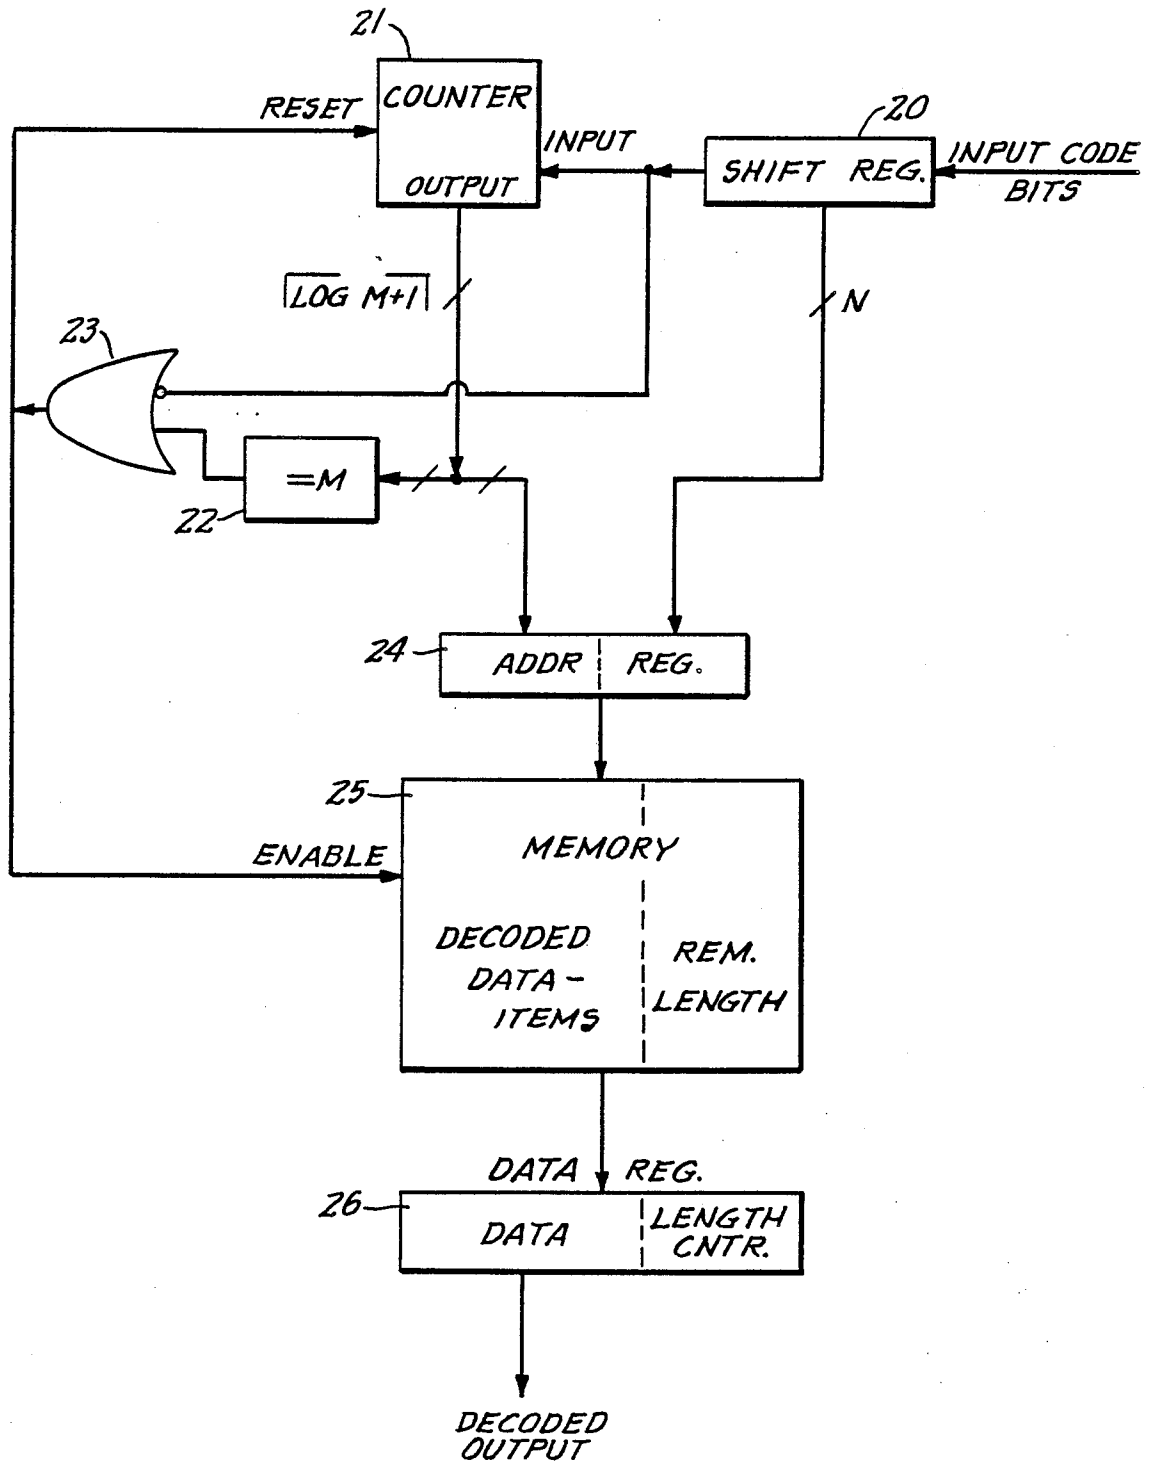 21
COUNTER
RESET
20
INPUT
INPUT CODE
BITS
SHIFT REG.
OUTPUT
⌈LOG M+1⌉
N
23
=M
22
24
ADDR REG.
25
MEMORY
ENABLE
DECODED
DATA-
ITEMS
REM.
LENGTH
DATA REG.
26
DATA
LENGTH
CNTR.
DECODED
OUTPUT